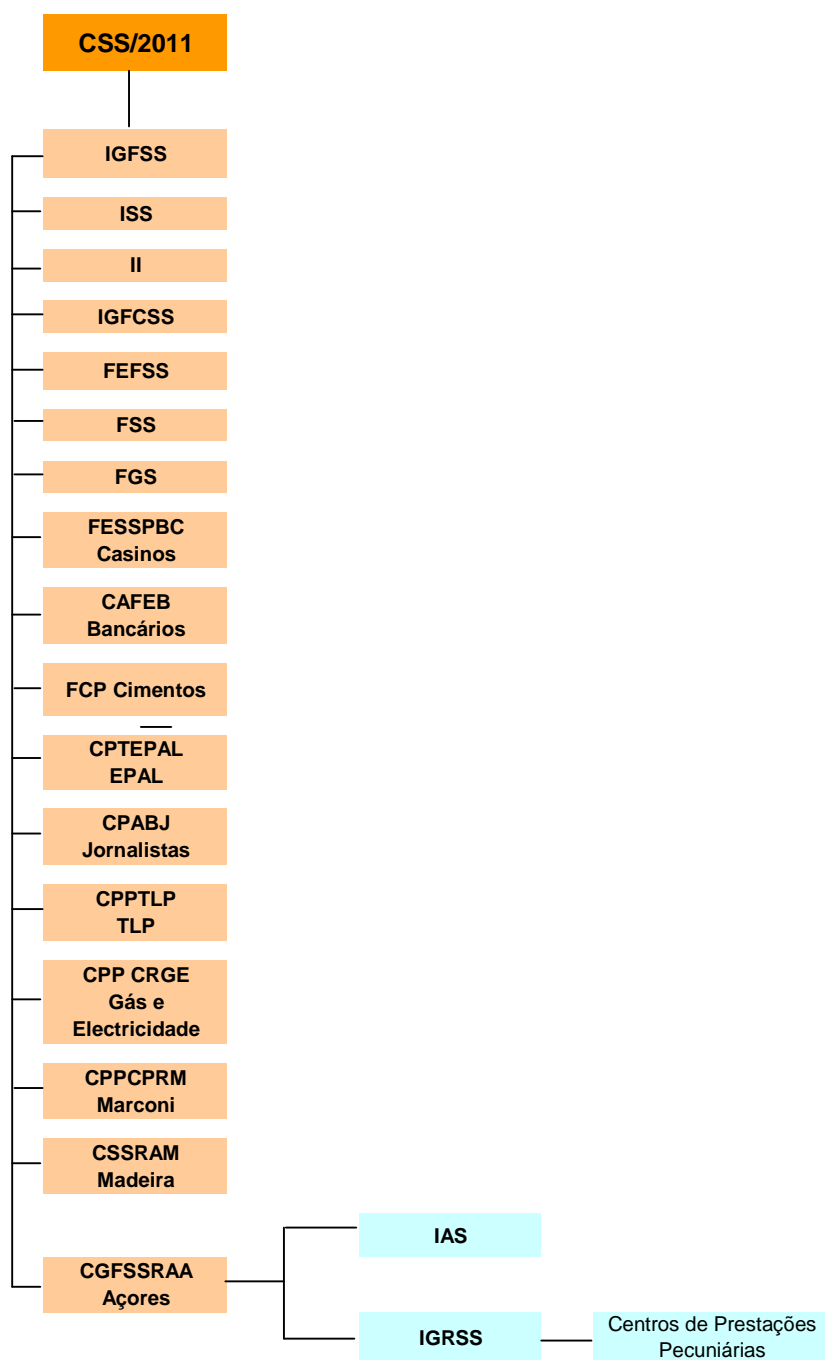 CSS/2011
IGFSS
ISS
II
IGFCSS
FEFSS
FSS
FGS
FESSPBC
Casinos
CAFEB
Bancários
FCP Cimentos
CPTEPAL
EPAL
CPABJ
Jornalistas
CPPTLP
TLP
CPP CRGE
Gás e
Electricidade
CPPCPRM
Marconi
CSSRAM
Madeira
CGFSSRAA
Açores
IAS
IGRSS
Centros de Prestações
Pecuniárias